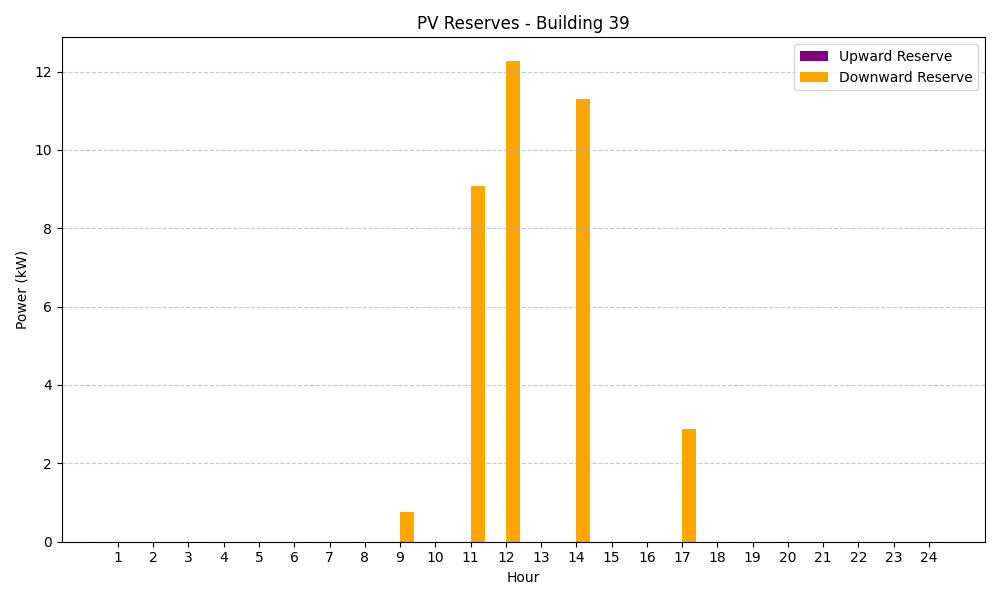 PV Reserves - Building 39
Upward Reserve
Downward Reserve
Power (kW)
12
10
8
6
4
2
0
1 2 3 4 5 6 7 8 9 10 11 12 13 14 15 16 17 18 19 20 21 22 23 24
Hour